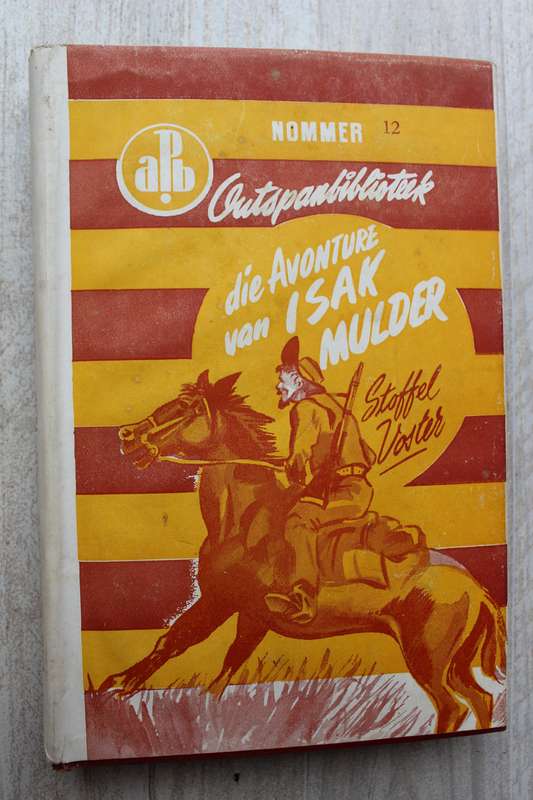 NOMMER 12
aPb
Outspanbiblioteek
die AVONTURE
van ISAK
MULDER
Stoffel
Voster